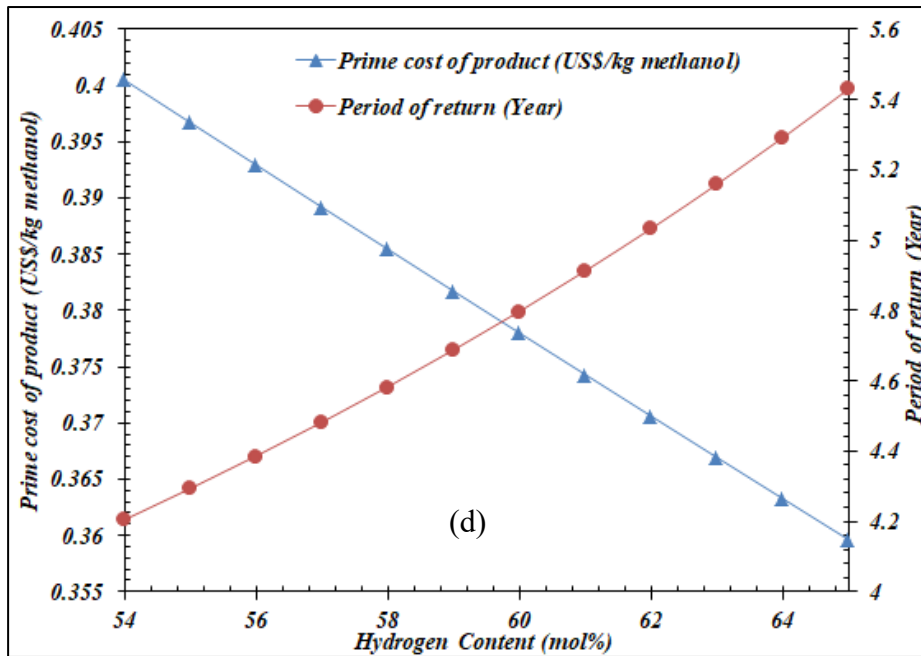 0.405
0.4
0.395
0.39
0.385
0.38
0.375
0.37
0.365
0.36
0.355
Prime cost of product (US$/kg methanol)
Prime cost of product (US$/kg methanol)
Period of return (Year)
(d)
5.6
5.4
5.2
5
4.8
4.6
4.4
4.2
4
Period of return (Year)
54 56 58 60 62 64
Hydrogen Content (mol%)